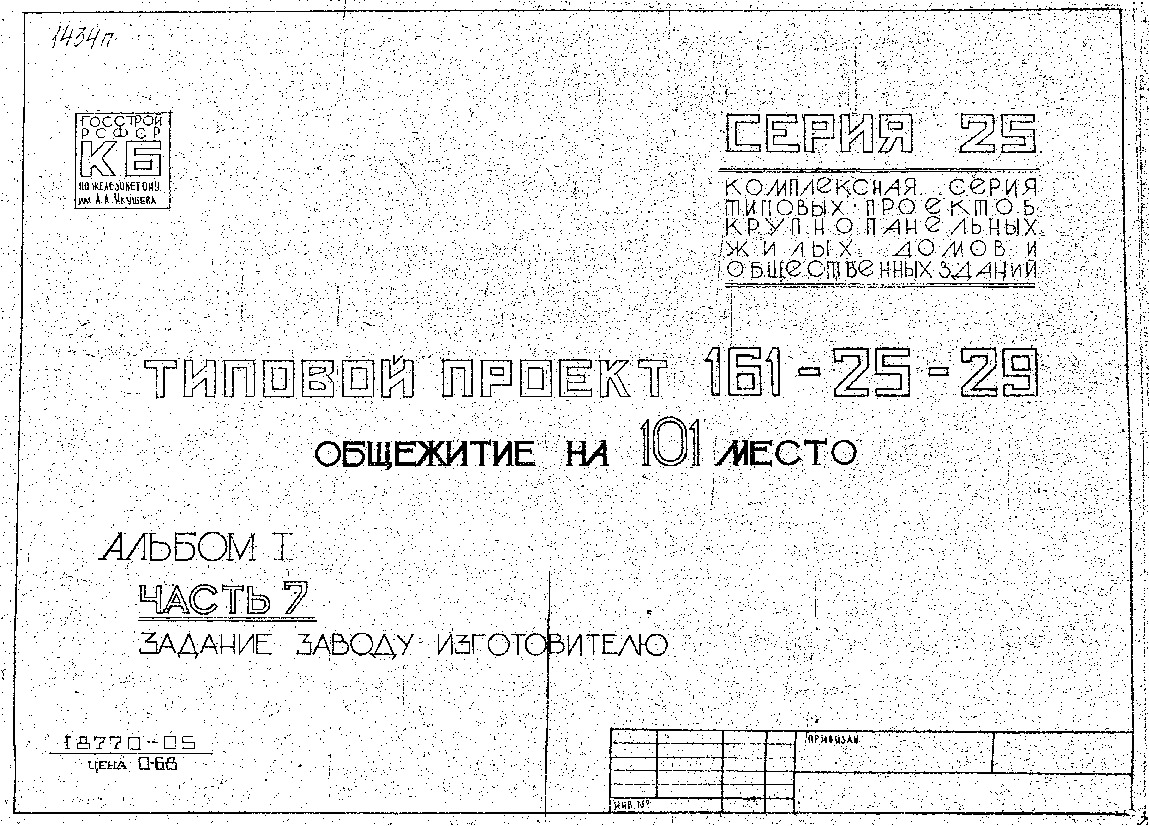 1434п
ГОССТРОЙ
РСФСР
КБ
ПО ЖЕЛЕЗОБЕТОНУ
ИМ. А.А. ЯКУШЕВА
СЕРИЯ 25
КОМПЛЕКСНАЯ СЕРИЯ
ТИПОВЫХ ПРОЕКТОВ
КРУПНОПАНЕЛЬНЫХ
ЖИЛЫХ ДОМОВ И
ОБЩЕСТВЕННЫХ ЗДАНИЙ
ТИПОВОЙ ПРОЕКТ 161-25-29
ОБЩЕЖИТИЕ НА 101 МЕСТО
АЛЬБОМ I
ЧАСТЬ 7
ЗАДАНИЕ ЗАВОДУ-ИЗГОТОВИТЕЛЮ
18770-05
ЦЕНА 0-68
ПРИВЯЗАН
ИНВ. №